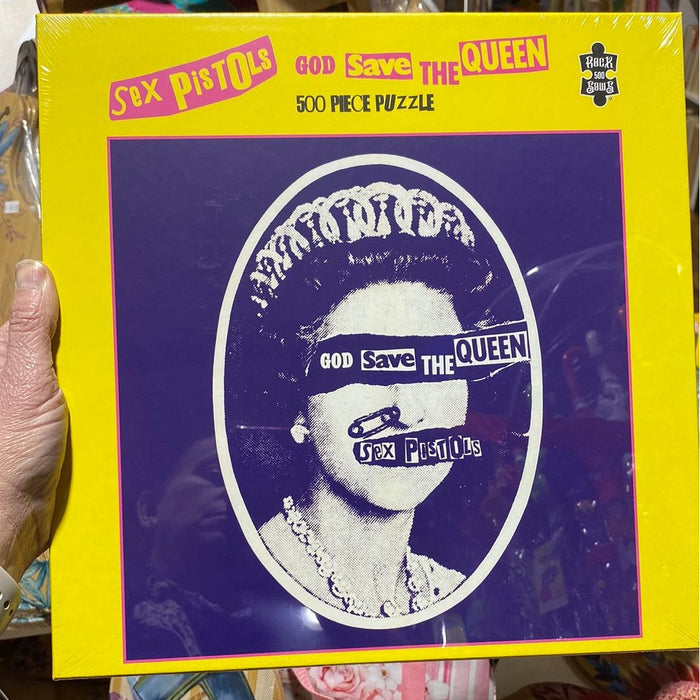 Sex PiSTOLs
GOD Save THE QUEEN
500 PIECE PUZZLE
RocK
500
SawS
GOD Save THE QUEEN
Sex PiSTOLs